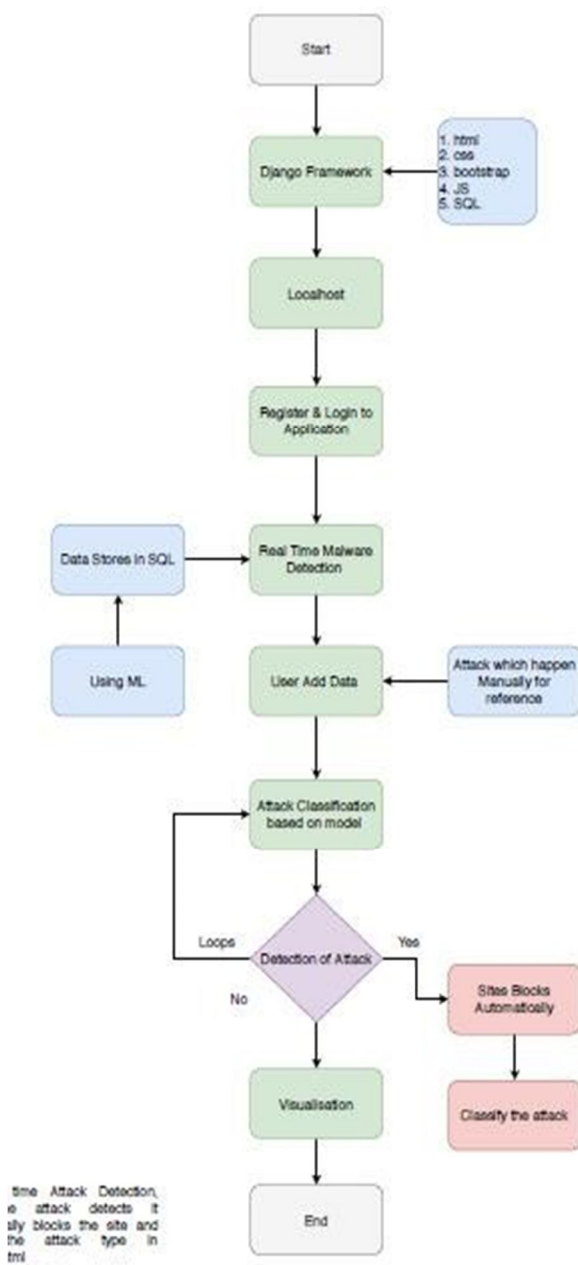 Start
Django Framework
1. html
2. css
3. bootstrap
4. JS
5. SQL
Localhost
Register & Login to
Application
Data Stores in SQL
Real Time Malware
Detection
Using ML
User Add Data
Attack which happen
Manually for
reference
Attack Classification
based on model
Loops
Detection of Attack
Yes
No
Sites Blocks
Automatically
Visualisation
Classify the attack
End
time Attack Detection,
attack detects it
blocks the site and
the attack type in